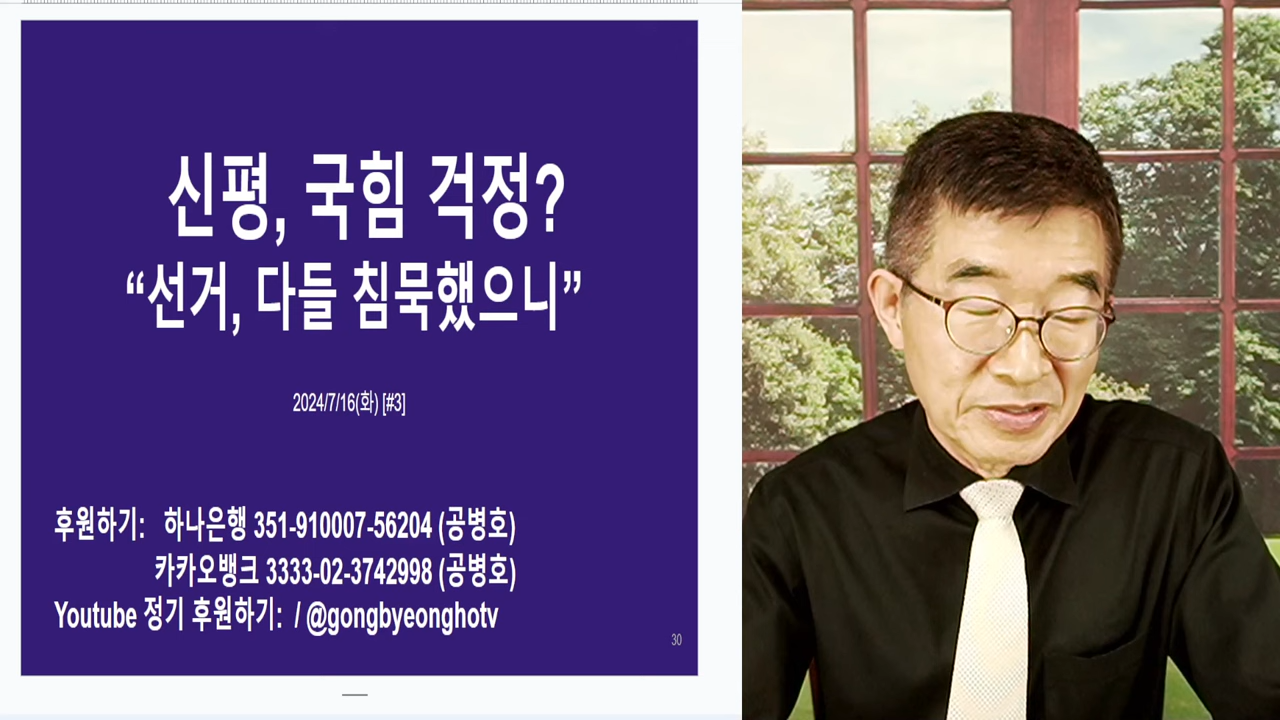 신평, 국힘 걱정?
“선거, 다들 침묵했으니”
2024/7/16(화) [#3]
후원하기: 하나은행 351-910007-56204 (공병호)
카카오뱅크 3333-02-3742998 (공병호)
Youtube 정기 후원하기: / @gongbyeonghotv
30